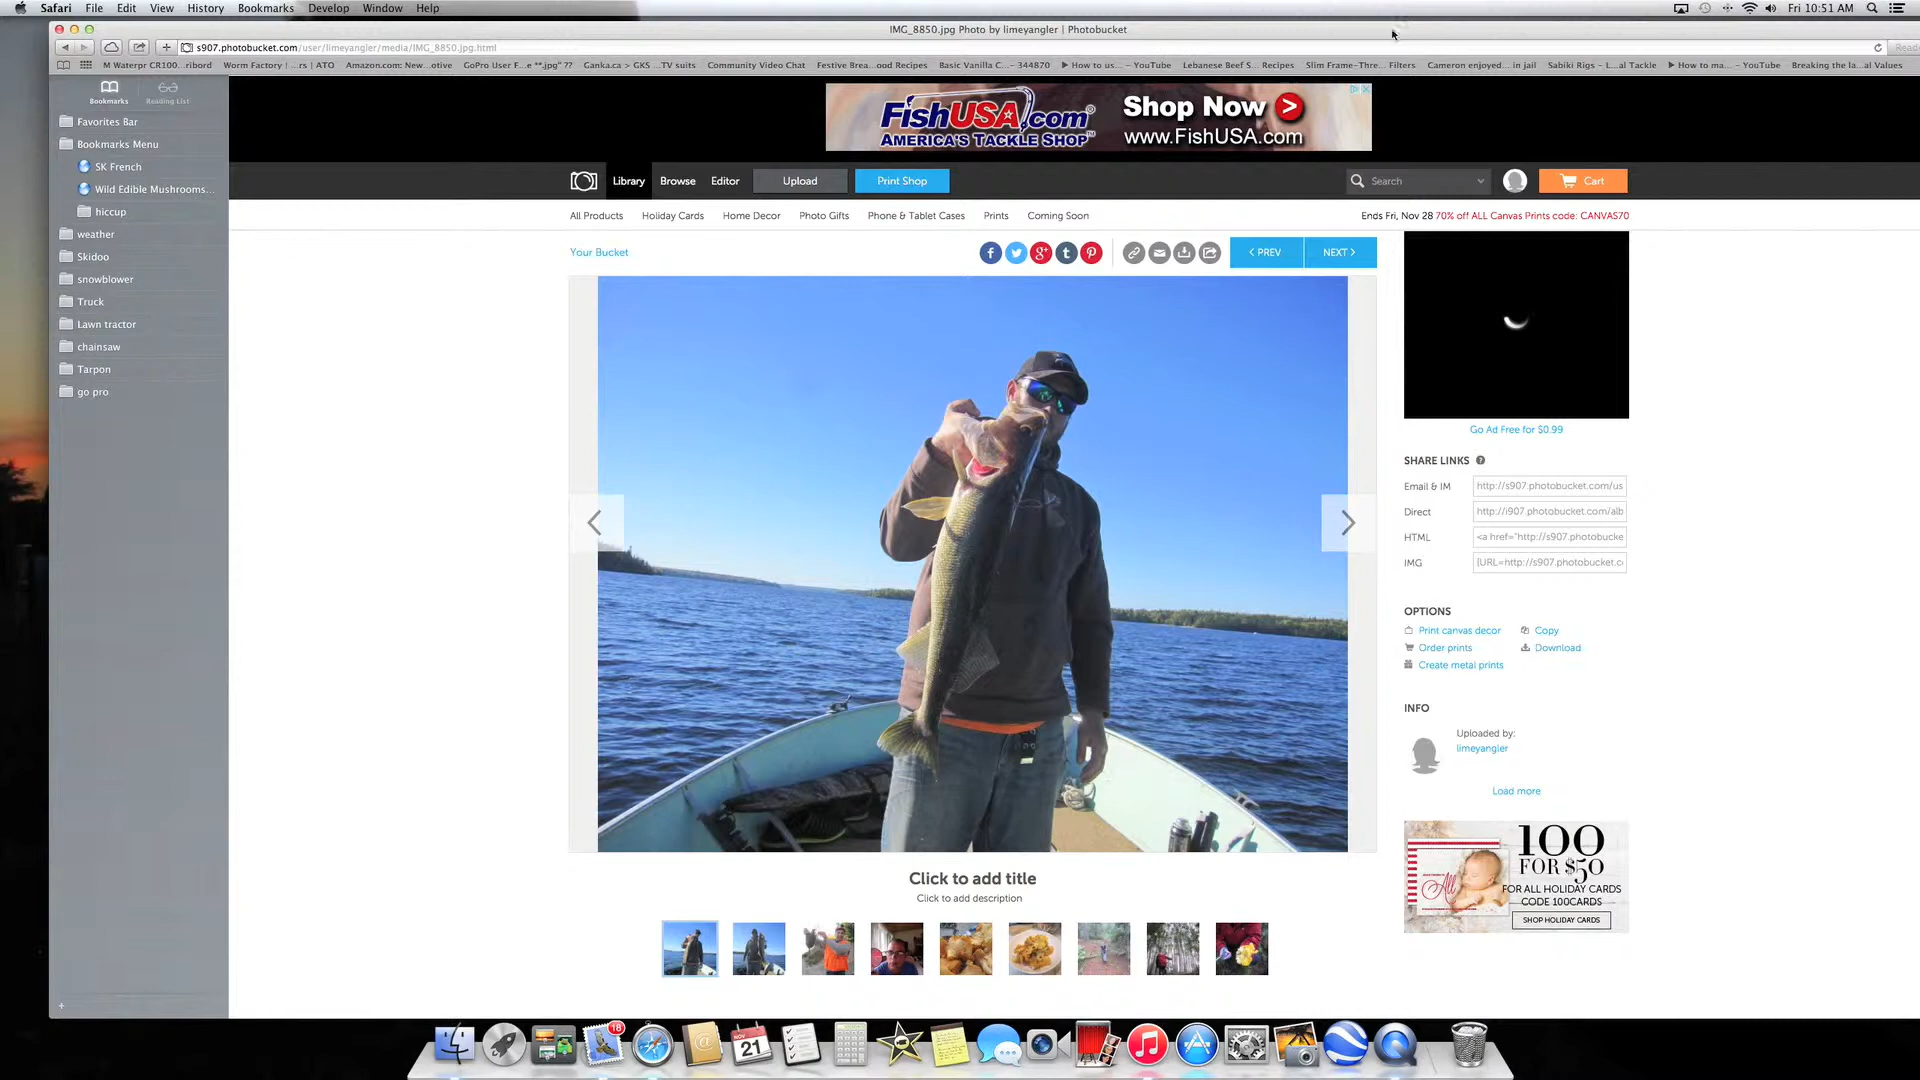 Safari File Edit View History Bookmarks Develop Window Help
Fri 10:51 AM
IMG_8850.jpg Photo by limeyangler | Photobucket
s907.photobucket.com/user/limeyangler/media/IMG_8850.jpg.html
Reader
M Waterpr CR100...ribord Worm Factory | ...rs | ATO Amazon.com: New...otive GoPro User F...e **.jpg" ?? Ganka.ca > GKS ...TV suits Community Video Chat Festive Brea...ood Recipes Basic Vanilla C...– 344870 ▶ How to us... – YouTube Lebanese Beef S... Recipes Slim Frame-Thre... Filters Cameron enjoyed...n in jail Sabiki Rigs – L...al Tackle ▶ How to ma... – YouTube Breaking the la...al Values
Bookmarks Reading List
Favorites Bar
Bookmarks Menu
SK French
Wild Edible Mushrooms...
hiccup
weather
Skidoo
snowblower
Truck
Lawn tractor
chainsaw
Tarpon
go pro
FishUSA.com
AMERICA'S TACKLE SHOP™
Shop Now >
www.FishUSA.com
Library Browse Editor Upload Print Shop Search Cart
All Products Holiday Cards Home Decor Photo Gifts Phone & Tablet Cases Prints Coming Soon
Ends Fri, Nov 28 70% off ALL Canvas Prints code: CANVAS70
Your Bucket
< PREV NEXT >
Go Ad Free for $0.99
SHARE LINKS ?
Email & IM http://s907.photobucket.com/us
Direct http://i907.photobucket.com/alb
HTML <a href="http://s907.photobucke
IMG [URL=http://s907.photobucket.c
OPTIONS
Print canvas decor Copy
Order prints Download
Create metal prints
INFO
Uploaded by:
limeyangler
Load more
All
100
FOR $50
FOR ALL HOLIDAY CARDS
CODE 100CARDS
SHOP HOLIDAY CARDS
Click to add title
Click to add description
18
NOV
21